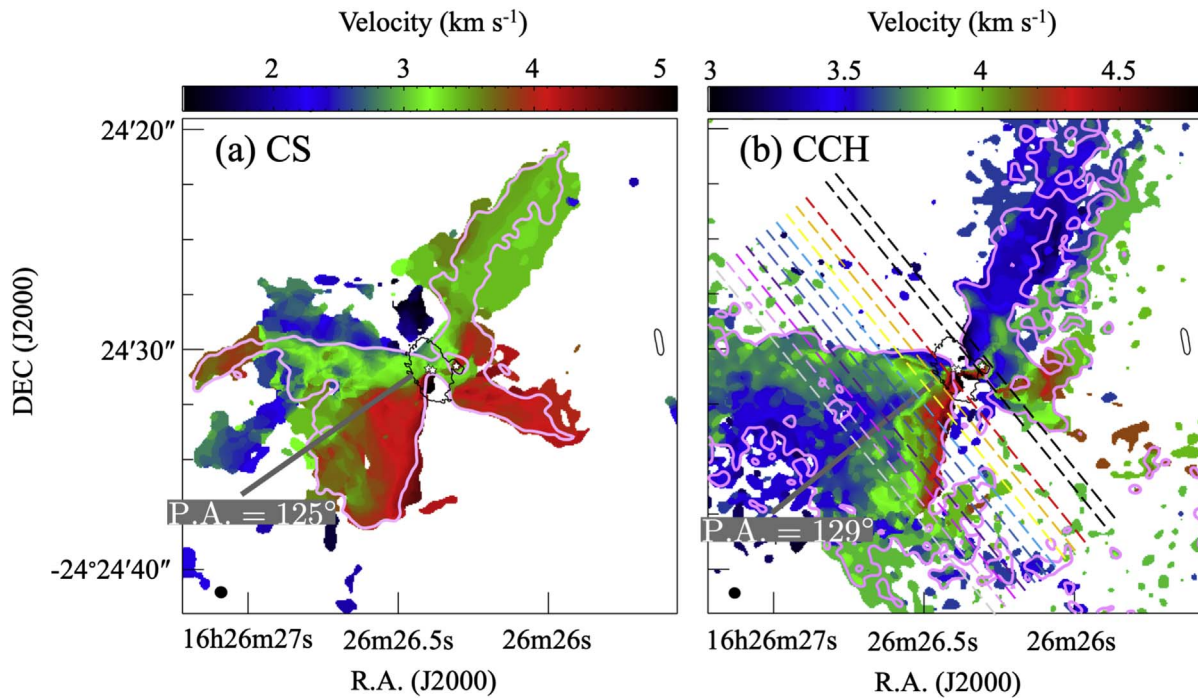 Velocity (km s⁻¹)
2 3 4 5
(a) CS
24′20″
24′30″
-24°24′40″
DEC (J2000)
P.A. = 125°
16h26m27s 26m26.5s 26m26s
R.A. (J2000)
Velocity (km s⁻¹)
3 3.5 4 4.5
(b) CCH
P.A. = 129°
16h26m27s 26m26.5s 26m26s
R.A. (J2000)